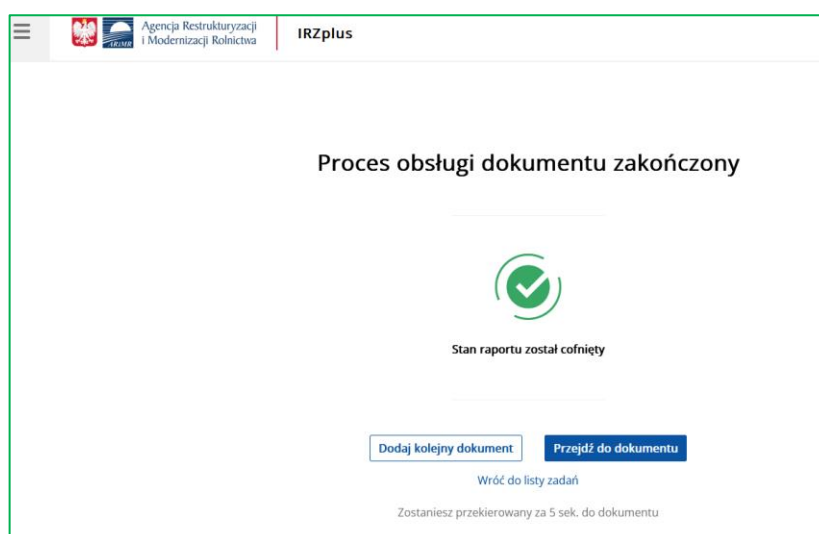 Agencja Restrukturyzacji
i Modernizacji Rolnictwa
IRZplus
ARiMR
Proces obsługi dokumentu zakończony
Stan raportu został cofnięty
Dodaj kolejny dokument
Przejdź do dokumentu
Wróć do listy zadań
Zostaniesz przekierowany za 5 sek. do dokumentu